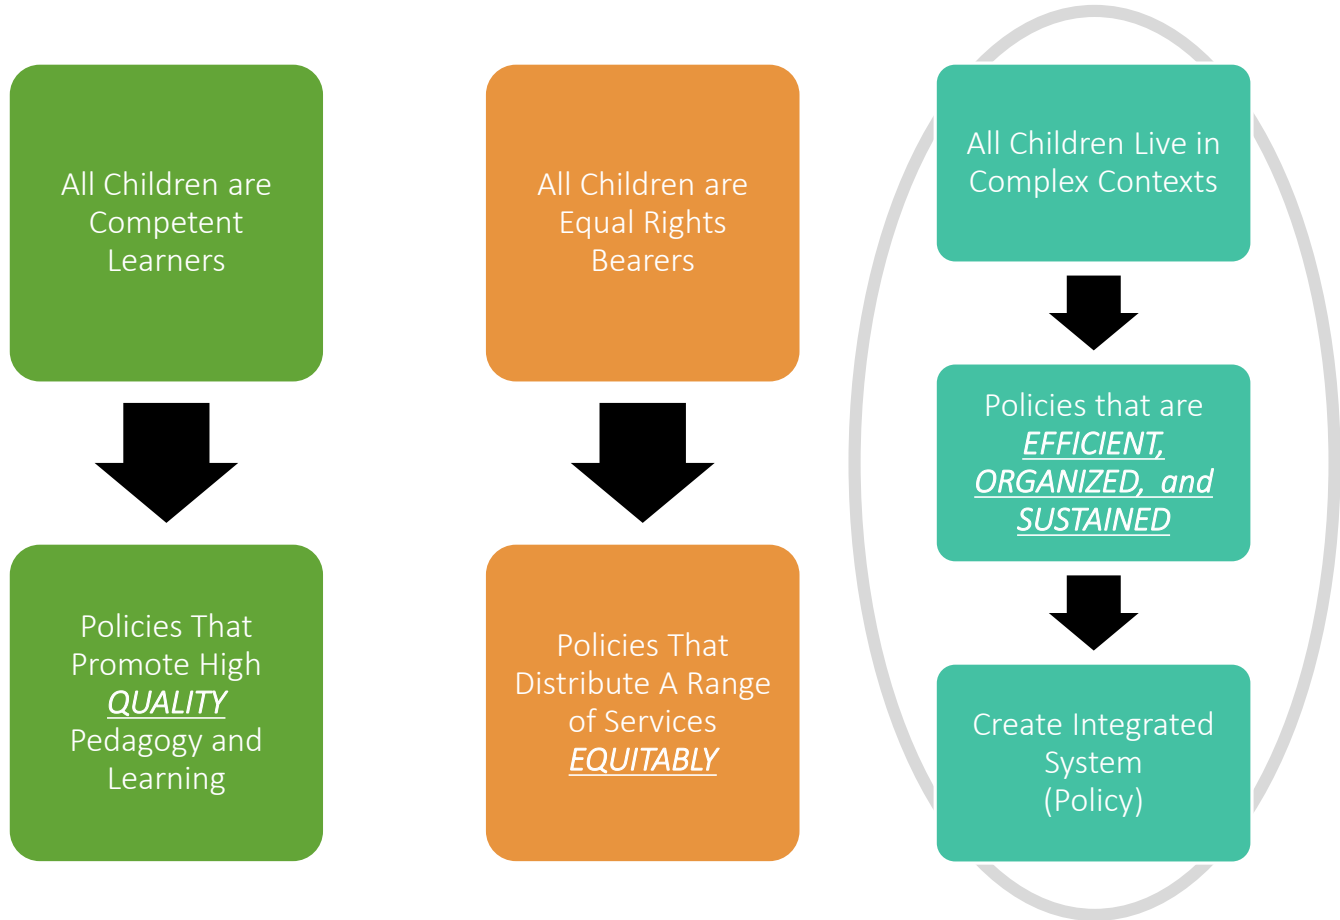 All Children are
Competent
Learners
Policies That
Promote High
QUALITY
Pedagogy and
Learning
All Children are
Equal Rights
Bearers
Policies That
Distribute A Range
of Services
EQUITABLY
All Children Live in
Complex Contexts
Policies that are
EFFICIENT,
ORGANIZED, and
SUSTAINED
Create Integrated
System
(Policy)